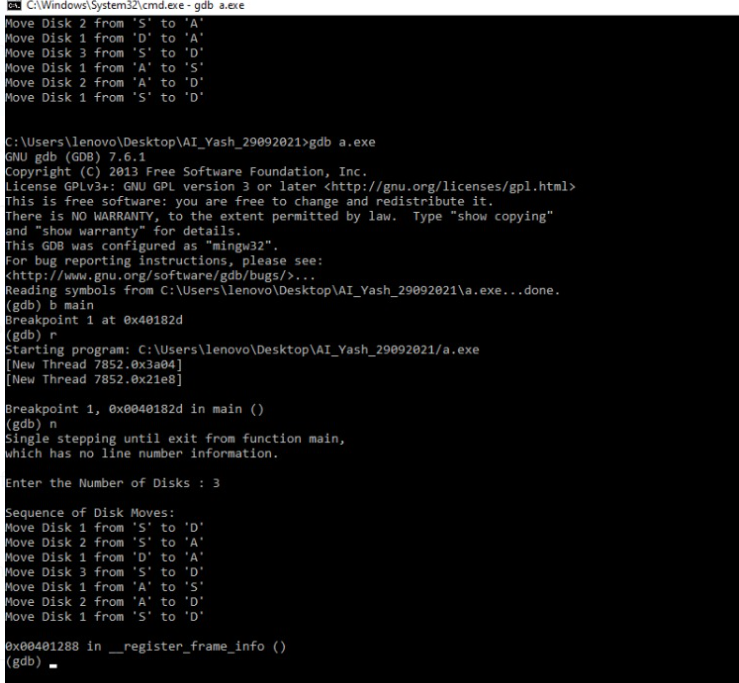 C:\Windows\System32\cmd.exe - gdb a.exe
Move Disk 2 from 'S' to 'A'
Move Disk 1 from 'D' to 'A'
Move Disk 3 from 'S' to 'D'
Move Disk 1 from 'A' to 'S'
Move Disk 2 from 'A' to 'D'
Move Disk 1 from 'S' to 'D'
C:\Users\lenovo\Desktop\AI_Yash_29092021>gdb a.exe
GNU gdb (GDB) 7.6.1
Copyright (C) 2013 Free Software Foundation, Inc.
License GPLv3+: GNU GPL version 3 or later <http://gnu.org/licenses/gpl.html>
This is free software: you are free to change and redistribute it.
There is NO WARRANTY, to the extent permitted by law.  Type "show copying"
and "show warranty" for details.
This GDB was configured as "mingw32".
For bug reporting instructions, please see:
<http://www.gnu.org/software/gdb/bugs/>...
Reading symbols from C:\Users\lenovo\Desktop\AI_Yash_29092021\a.exe...done.
(gdb) b main
Breakpoint 1 at 0x40182d
(gdb) r
Starting program: C:\Users\lenovo\Desktop\AI_Yash_29092021/a.exe
[New Thread 7852.0x3a04]
[New Thread 7852.0x21e8]
Breakpoint 1, 0x0040182d in main ()
(gdb) n
Single stepping until exit from function main,
which has no line number information.
Enter the Number of Disks : 3
Sequence of Disk Moves:
Move Disk 1 from 'S' to 'D'
Move Disk 2 from 'S' to 'A'
Move Disk 1 from 'D' to 'A'
Move Disk 3 from 'S' to 'D'
Move Disk 1 from 'A' to 'S'
Move Disk 2 from 'A' to 'D'
Move Disk 1 from 'S' to 'D'
0x00401288 in __register_frame_info ()
(gdb)